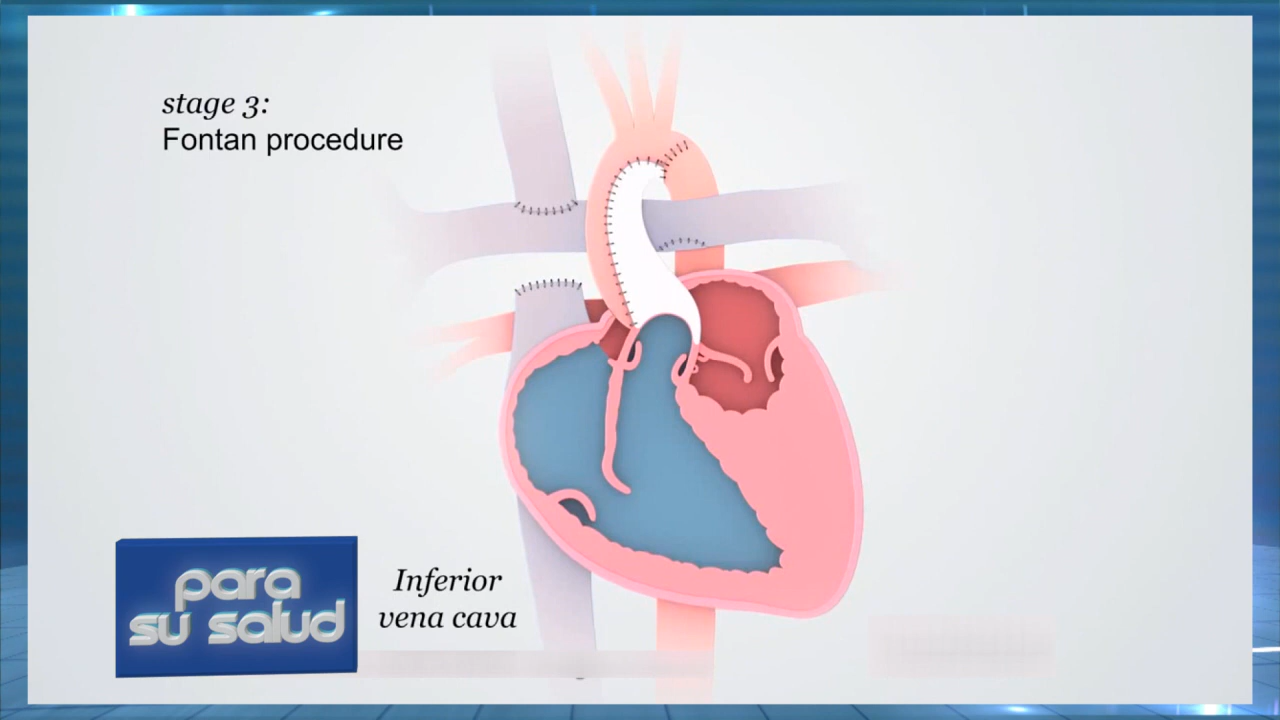 stage 3:
Fontan procedure
para
su salud
Inferior
vena cava